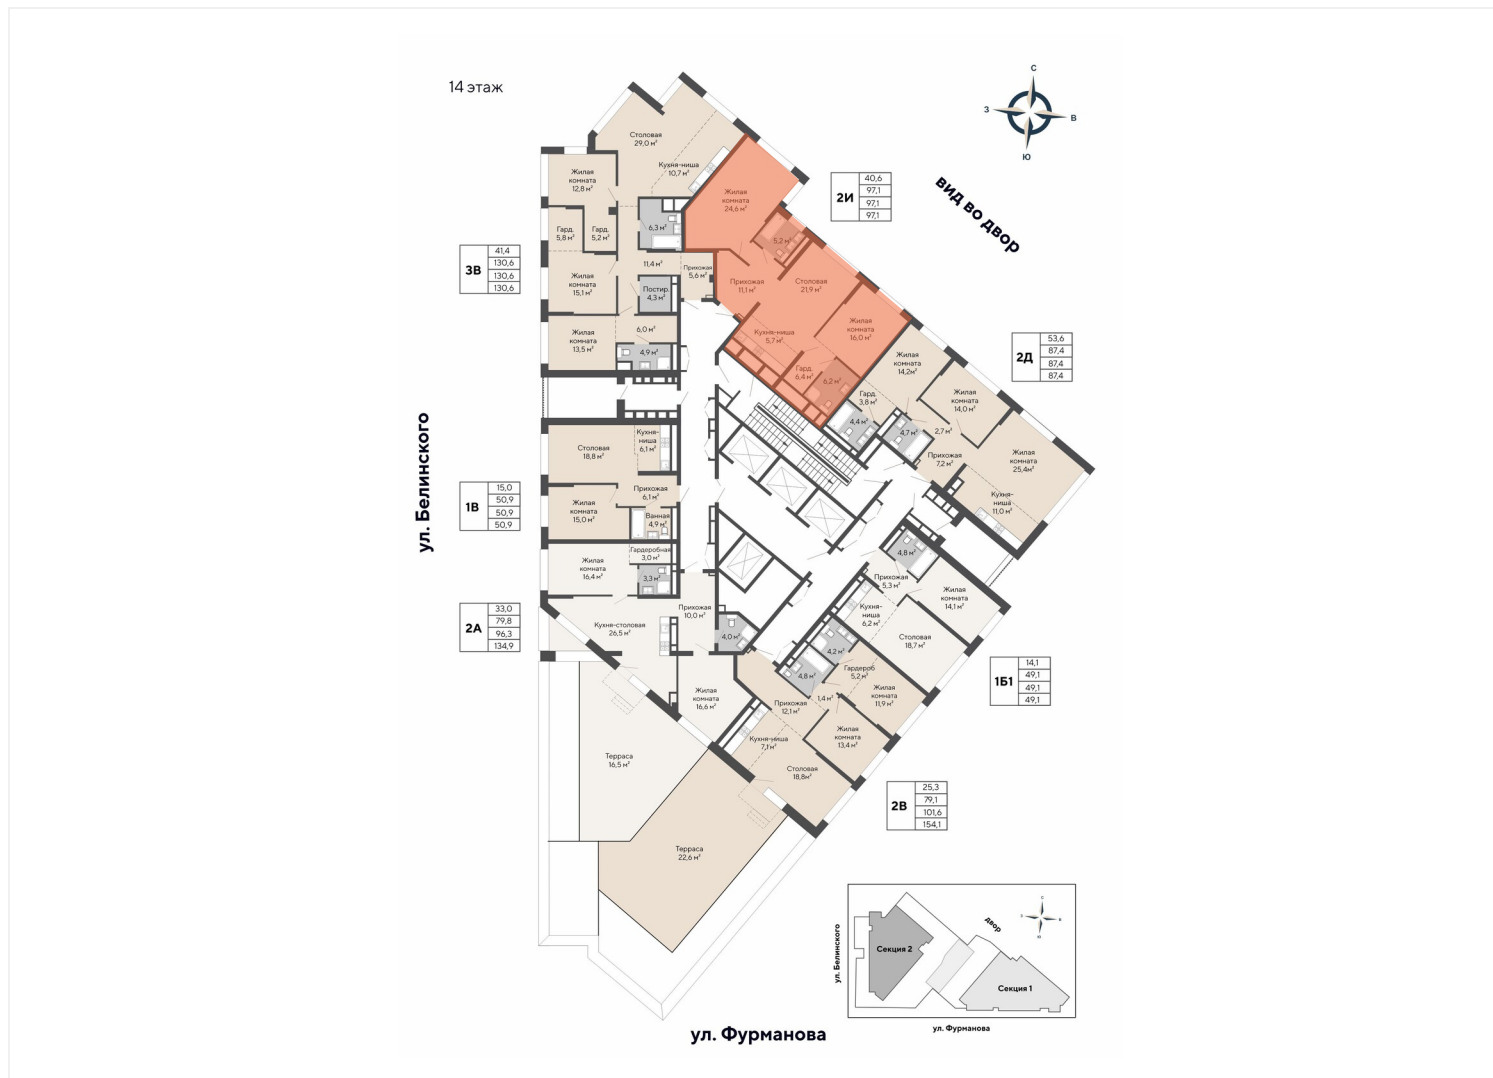 14 этаж
С
З
В
Ю
вид во двор
ул. Белинского
ул. Фурманова
2И
40,6
97,1
97,1
97,1
3В
41,4
130,6
130,6
130,6
2Д
53,6
87,4
87,4
87,4
1В
15,0
50,9
50,9
50,9
2А
33,0
79,8
96,3
134,9
1Б1
14,1
49,1
49,1
49,1
2В
25,3
79,1
101,6
154,1
Столовая
29,0 м²
Кухня-ниша
10,7 м²
Жилая
комната
12,8 м²
Гард.
5,8 м²
Гард.
5,2 м²
6,3 м²
11,4 м²
Прихожая
5,6 м²
Жилая
комната
15,1 м²
Постир.
4,3 м²
Жилая
комната
13,5 м²
6,0 м²
4,9 м²
Жилая
комната
24,6 м²
5,2 м²
Прихожая
11,1 м²
Столовая
21,9 м²
Кухня-ниша
5,7 м²
Жилая
комната
16,0 м²
Гард.
6,4 м²
6,2 м²
Жилая
комната
14,2м²
Гард.
3,8 м²
4,4 м²
4,7 м²
2,7 м²
Жилая
комната
14,0 м²
Прихожая
7,2 м²
Жилая
комната
25,4м²
Кухня-
ниша
11,0 м²
Столовая
18,8 м²
Кухня-
ниша
6,1 м²
Прихожая
6,1 м²
Жилая
комната
15,0 м²
Ванная
4,9 м²
Жилая
комната
16,4 м²
Гардеробная
3,0 м²
3,3 м²
Прихожая
10,0 м²
Кухня-столовая
26,5 м²
4,0 м²
Жилая
комната
16,6 м²
Терраса
16,5 м²
4,8 м²
Прихожая
5,3 м²
Жилая
комната
14,1 м²
Кухня-
ниша
6,2 м²
Столовая
18,7 м²
4,2 м²
4,8 м²
Гардероб
5,2 м²
1,4 м²
Жилая
комната
11,9 м²
Прихожая
12,1 м²
Жилая
комната
13,4 м²
Кухня-ниша
7,1 м²
Столовая
18,8м²
Терраса
22,6 м²
ул. Белинского
Секция 2
двор
Секция 1
ул. Фурманова